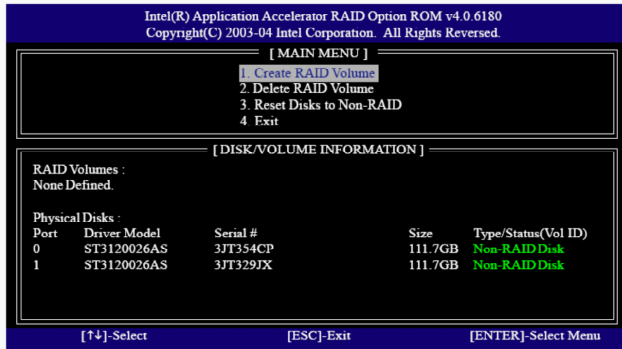 Intel(R) Application Accelerator RAID Option ROM v4.0.6180
Copyright(C) 2003-04 Intel Corporation. All Rights Reversed.
[ MAIN MENU ]
1. Create RAID Volume
2. Delete RAID Volume
3. Reset Disks to Non-RAID
4 Exit
[ DISK/VOLUME INFORMATION ]
RAID Volumes :
None Defined.
Physical Disks :
Port Driver Model Serial # Size Type/Status(Vol ID)
0 ST3120026AS 3JT354CP 111.7GB Non-RAID Disk
1 ST3120026AS 3JT329JX 111.7GB Non-RAID Disk
[↑↓]-Select [ESC]-Exit [ENTER]-Select Menu